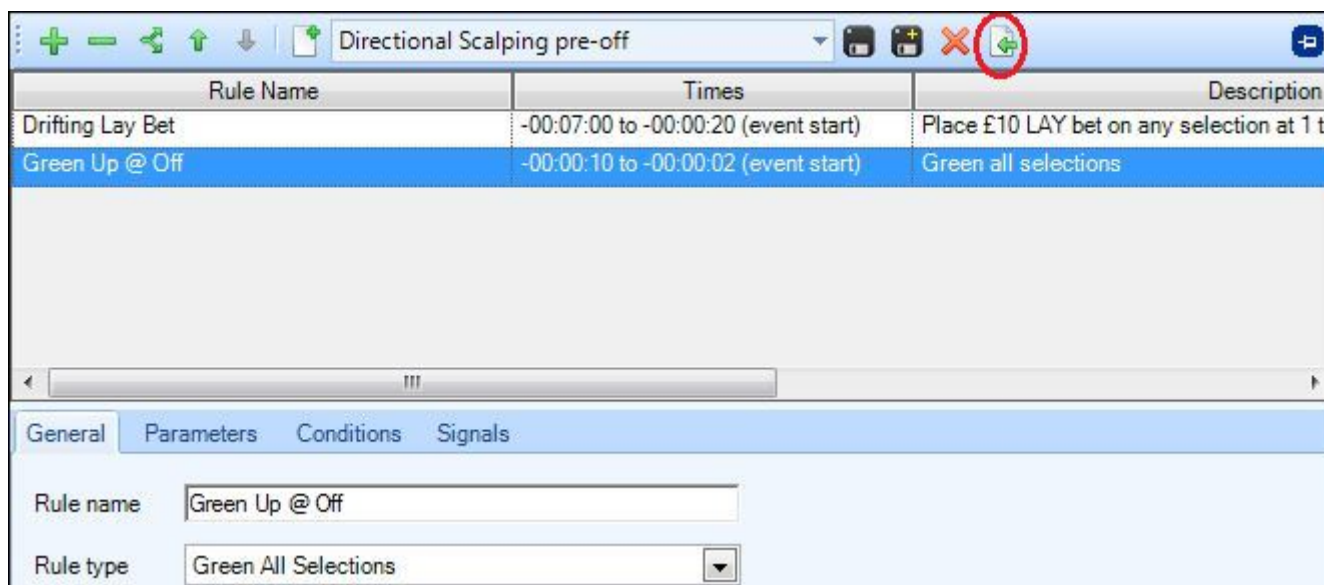 Directional Scalping pre-off
Rule Name Times Description
Drifting Lay Bet -00:07:00 to -00:00:20 (event start) Place £10 LAY bet on any selection at 1 t
Green Up @ Off -00:00:10 to -00:00:02 (event start) Green all selections
General Parameters Conditions Signals
Rule name Green Up @ Off
Rule type Green All Selections